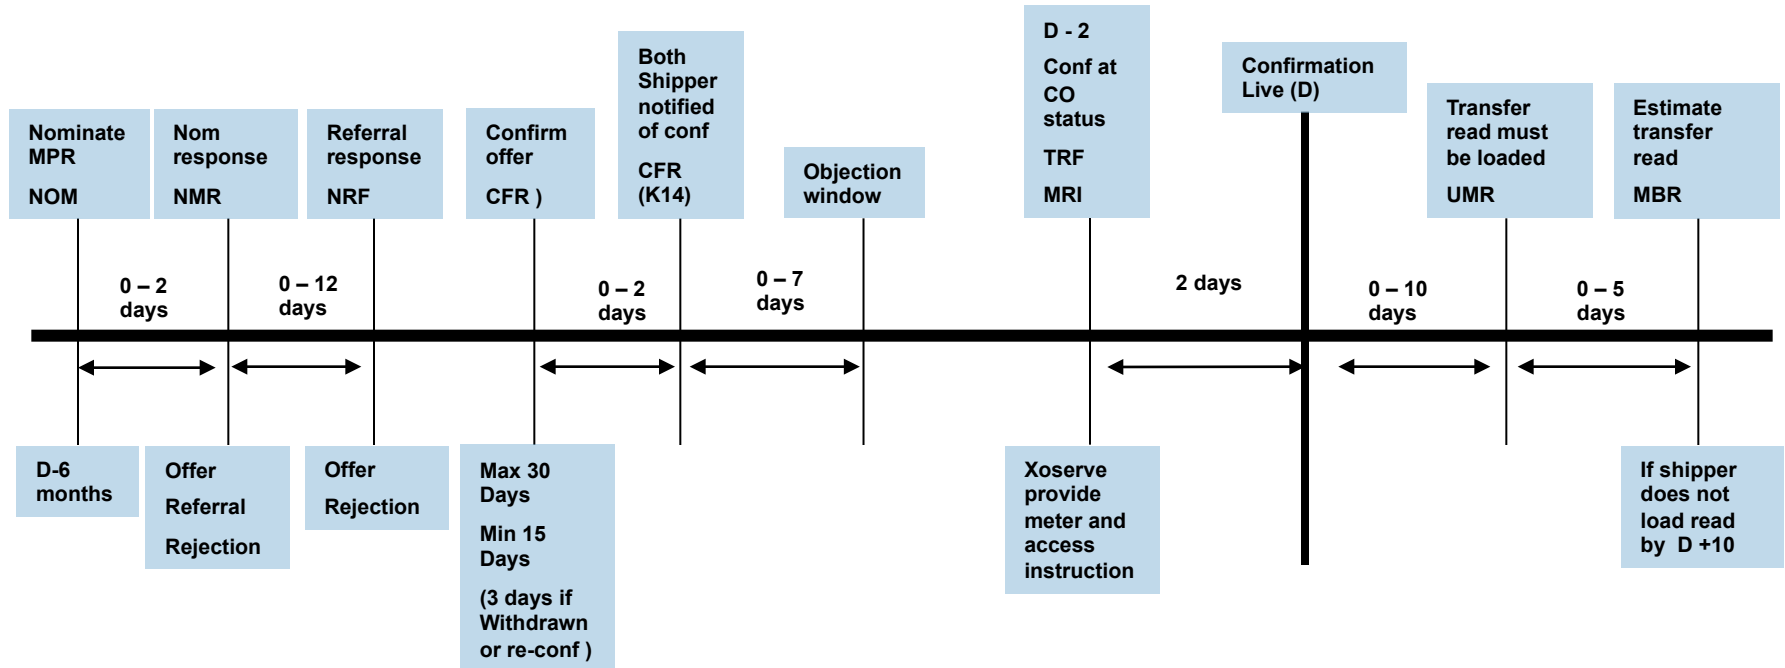 Nominate
MPR
NOM
Nom
response
NMR
Referral
response
NRF
Confirm
offer
CFR )
Both
Shipper
notified
of conf
CFR
(K14)
Objection
window
D - 2
Conf at
CO
status
TRF
MRI
Confirmation
Live (D)
Transfer
read must
be loaded
UMR
Estimate
transfer
read
MBR
0 – 2
days
0 – 12
days
0 – 2
days
0 – 7
days
2 days
0 – 10
days
0 – 5
days
D-6
months
Offer
Referral
Rejection
Offer
Rejection
Max 30
Days
Min 15
Days
(3 days if
Withdrawn
or re-conf )
Xoserve
provide
meter and
access
instruction
If shipper
does not
load read
by D +10